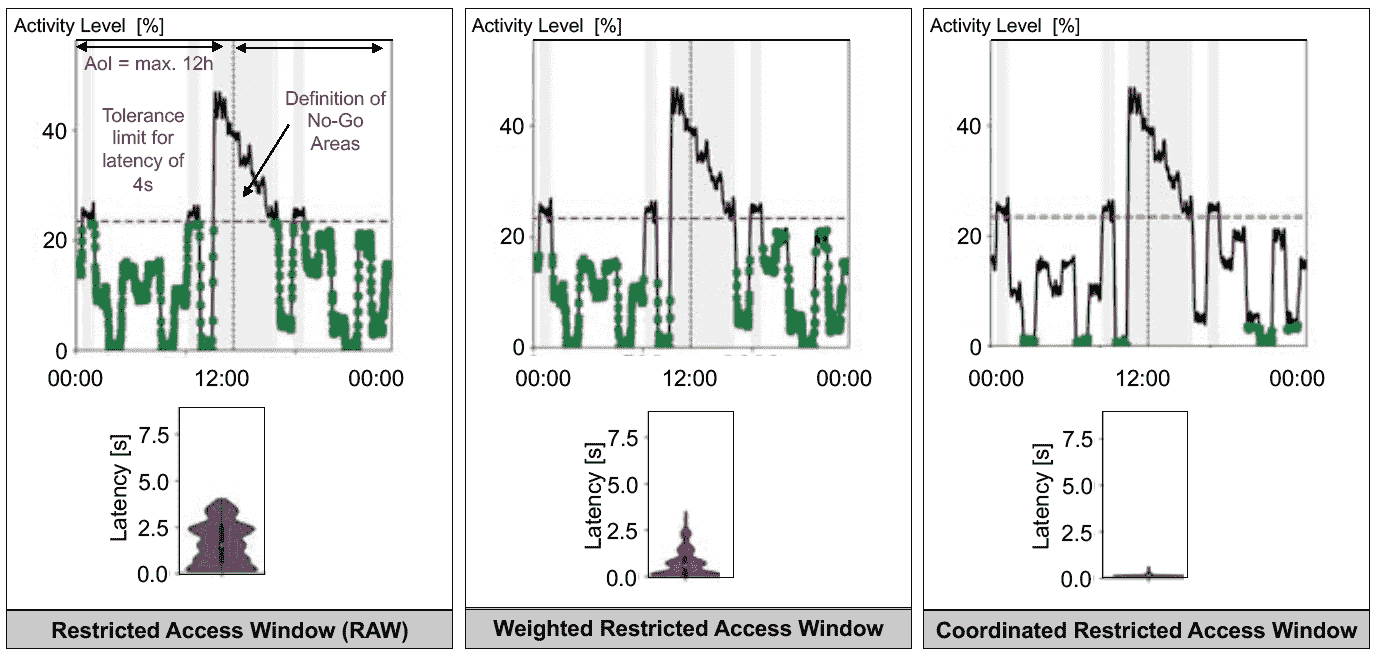 Activity Level [%]
AoI = max. 12h
Tolerance
limit for
latency of
4s
Definition of
No-Go
Areas
40
20
0
00:00 12:00 00:00
Latency [s]
7.5
5.0
2.5
0.0
Restricted Access Window (RAW)
Activity Level [%]
40
20
0
00:00 12:00 00:00
Latency [s]
7.5
5.0
2.5
0.0
Weighted Restricted Access Window
Activity Level [%]
40
20
0
00:00 12:00 00:00
Latency [s]
7.5
5.0
2.5
0.0
Coordinated Restricted Access Window